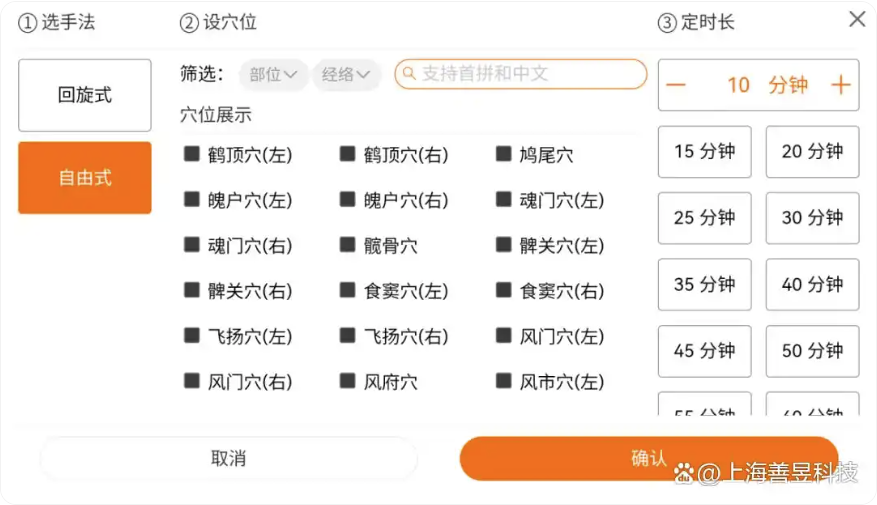 ① 选手法
② 设穴位
③ 定时长
回旋式
自由式
筛选： 部位 经络 支持首拼和中文
穴位展示
鹤顶穴(左) 鹤顶穴(右) 鸠尾穴
魄户穴(左) 魄户穴(右) 魂门穴(左)
魂门穴(右) 髋骨穴 髀关穴(左)
髀关穴(右) 食窦穴(左) 食窦穴(右)
飞扬穴(左) 飞扬穴(右) 风门穴(左)
风门穴(右) 风府穴 风市穴(左)
10 分钟
15 分钟 20 分钟
25 分钟 30 分钟
35 分钟 40 分钟
45 分钟 50 分钟
55 分钟 60 分钟
取消
确认
@上海善昱科技